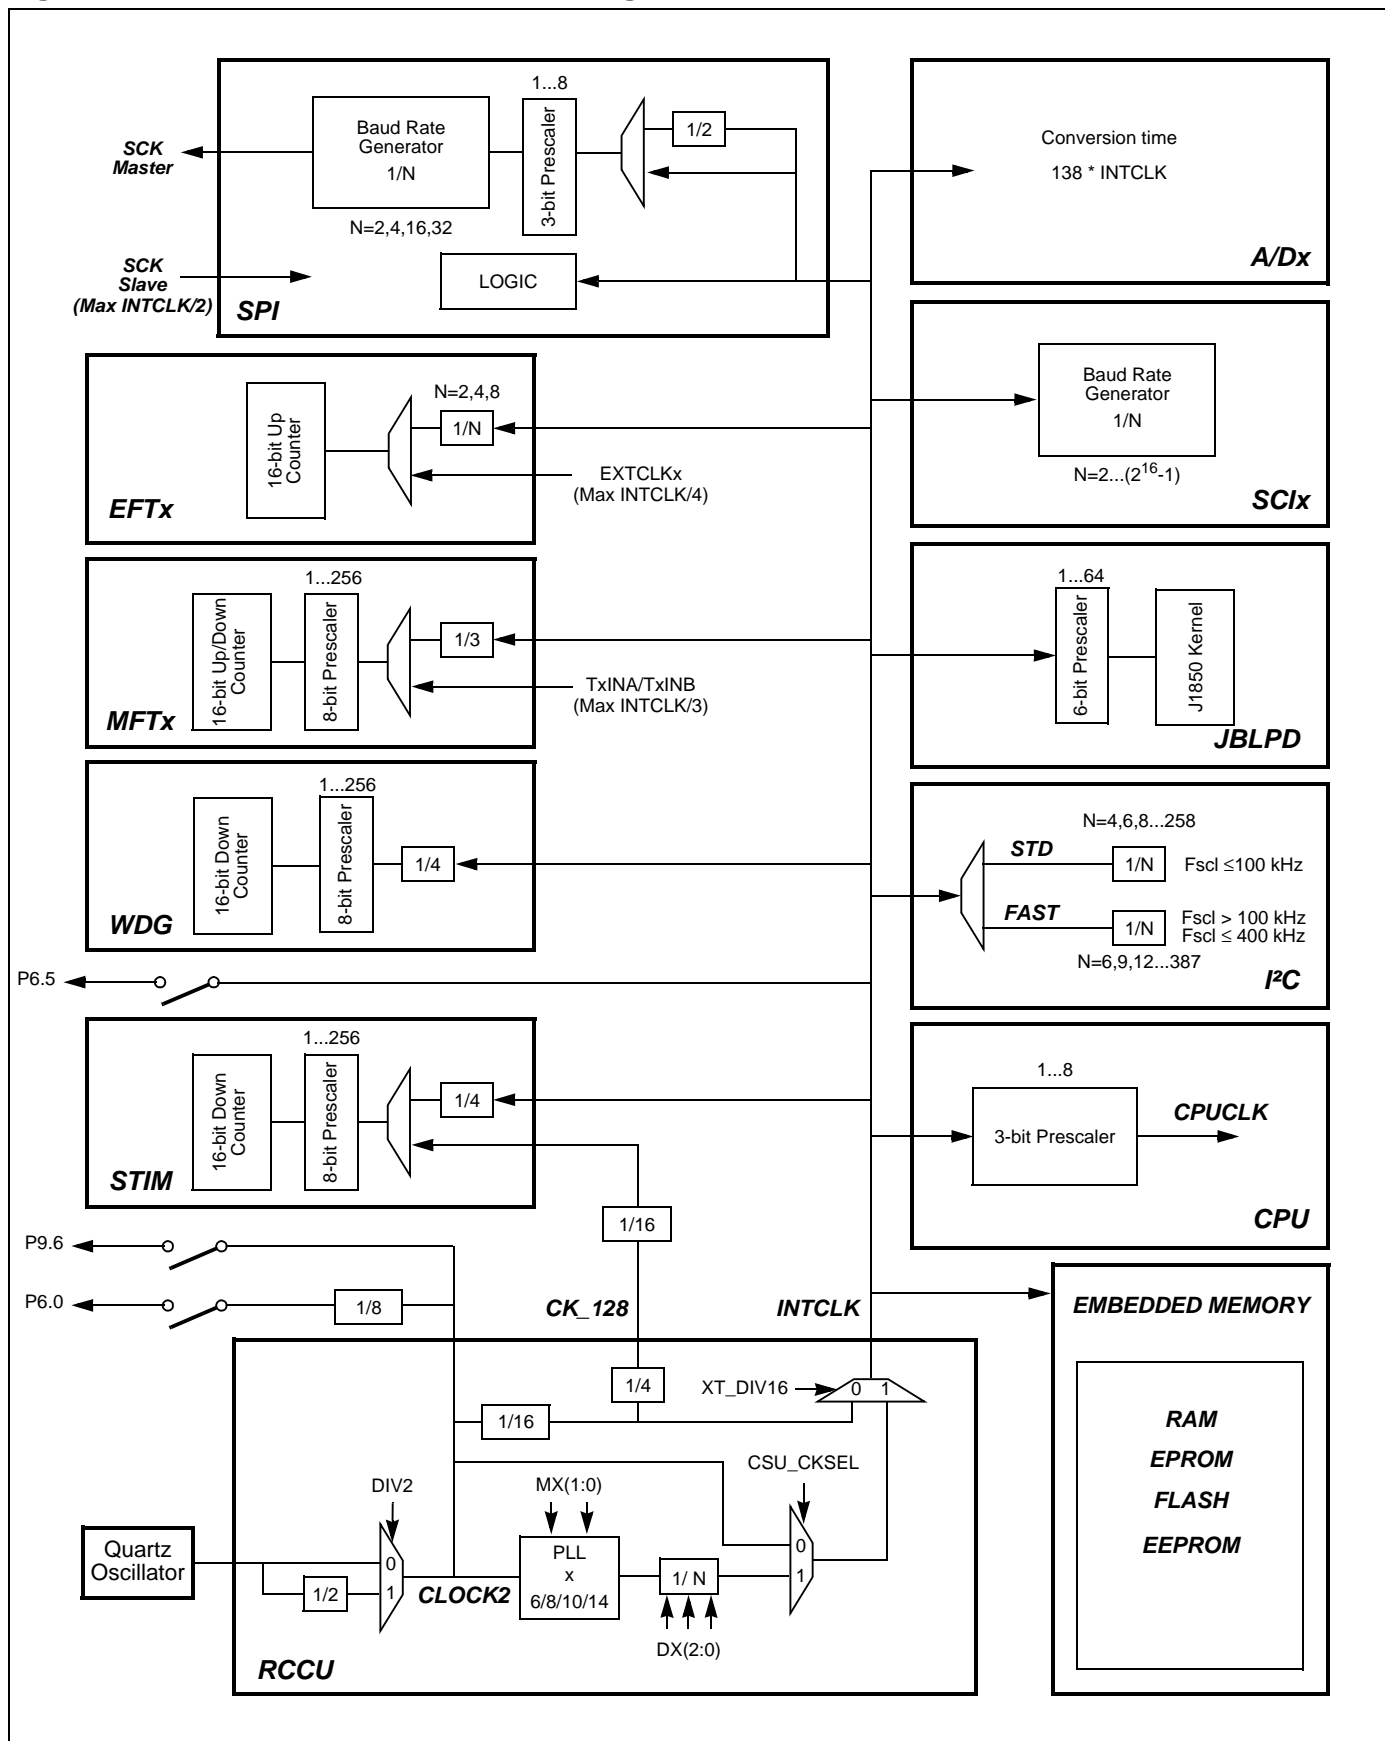 1...8
Baud Rate
Generator
1/N
3-bit Prescaler
1/2
SCK
Master
N=2,4,16,32
SCK
Slave
(Max INTCLK/2)
LOGIC
SPI
Conversion time
138 * INTCLK
A/Dx
Baud Rate
Generator
1/N
N=2...(2^16-1)
SCIx
N=2,4,8
16-bit Up
Counter
1/N
EXTCLKx
(Max INTCLK/4)
EFTx
1...256
16-bit Up/Down
Counter
8-bit Prescaler
1/3
TxINA/TxINB
(Max INTCLK/3)
MFTx
1...64
6-bit Prescaler
J1850 Kernel
JBLPD
1...256
16-bit Down
Counter
8-bit Prescaler
1/4
WDG
N=4,6,8...258
STD
1/N
Fscl ≤100 kHz
FAST
1/N
Fscl > 100 kHz
Fscl ≤ 400 kHz
N=6,9,12...387
I²C
P6.5
1...256
16-bit Down
Counter
8-bit Prescaler
1/4
STIM
1...8
3-bit Prescaler
CPUCLK
CPU
1/16
P9.6
P6.0
1/8
CK_128
INTCLK
EMBEDDED MEMORY
RAM
EPROM
FLASH
EEPROM
1/4
XT_DIV16
0 1
1/16
CSU_CKSEL
DIV2
MX(1:0)
Quartz
Oscillator
1/2
0
1
CLOCK2
PLL
x
6/8/10/14
1/ N
0
1
DX(2:0)
RCCU